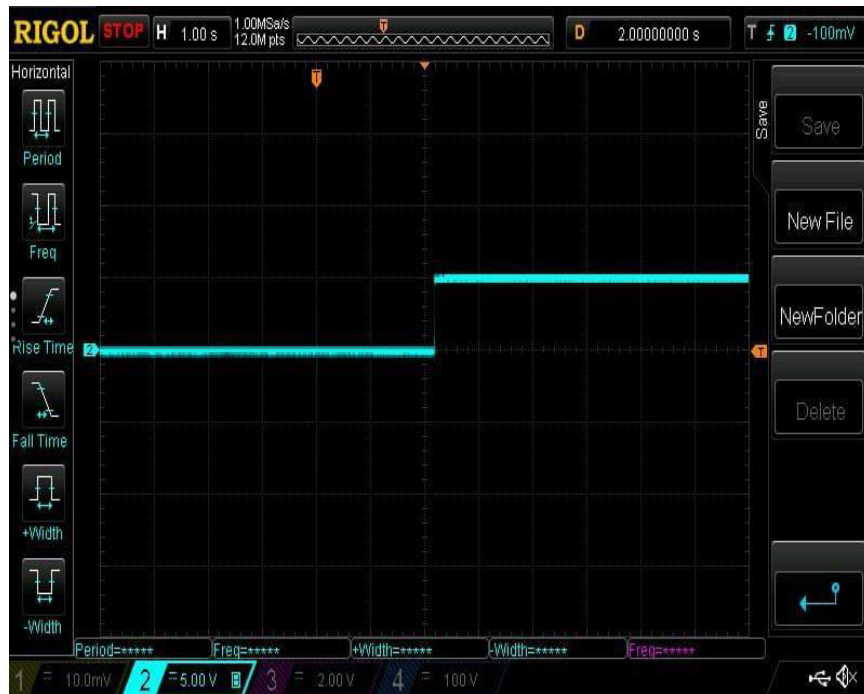 RIGOL STOP H 1.00 s 1.00MSa/s 12.0M pts T D 2.00000000 s T 2 -100mV
Horizontal
T
Save
Save
Period
New File
Freq
NewFolder
Rise Time
2
T
Delete
Fall Time
+Width
-Width
Period=***** Freq=***** +Width=***** -Width=***** Freq=*****
1 = 10.0mV 2 = 5.00 V B 3 = 2.00 V 4 = 100 V